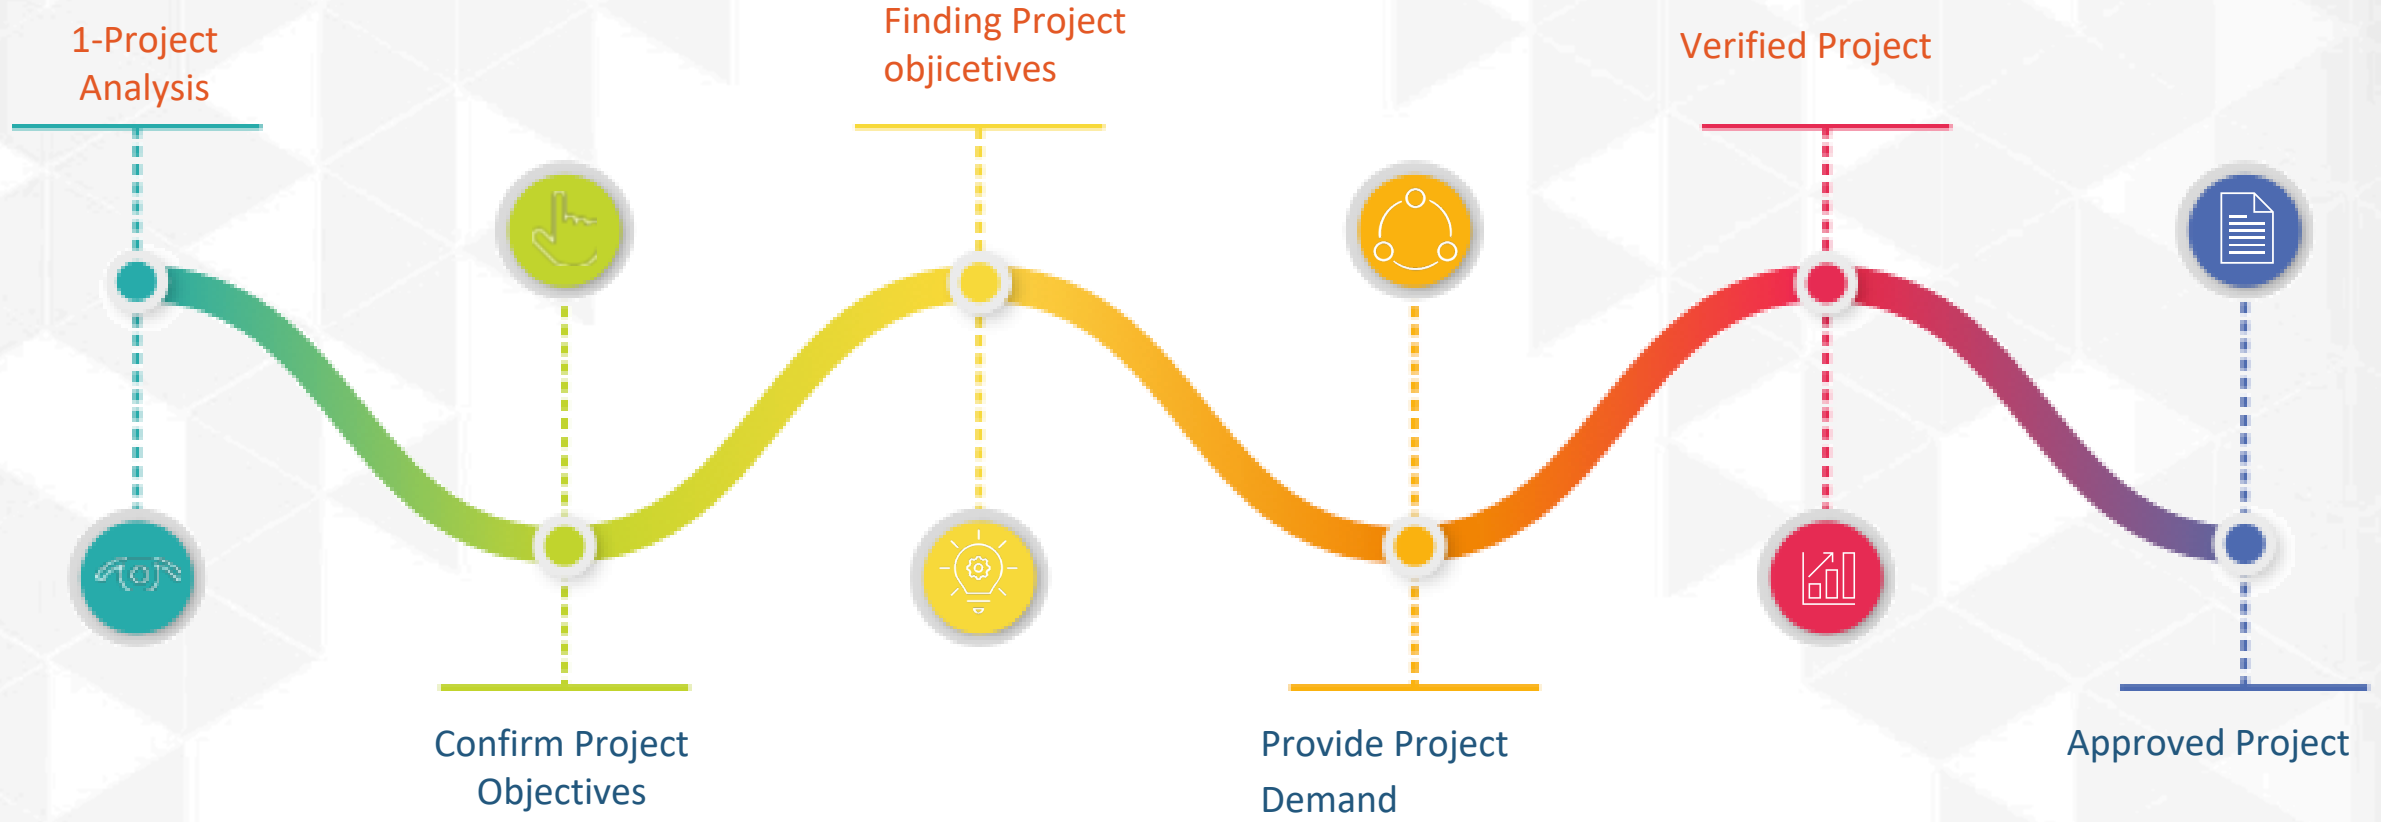 1-Project
Analysis
Confirm Project
Objectives
Finding Project
objicetives
Provide Project
Demand
Verified Project
Approved Project